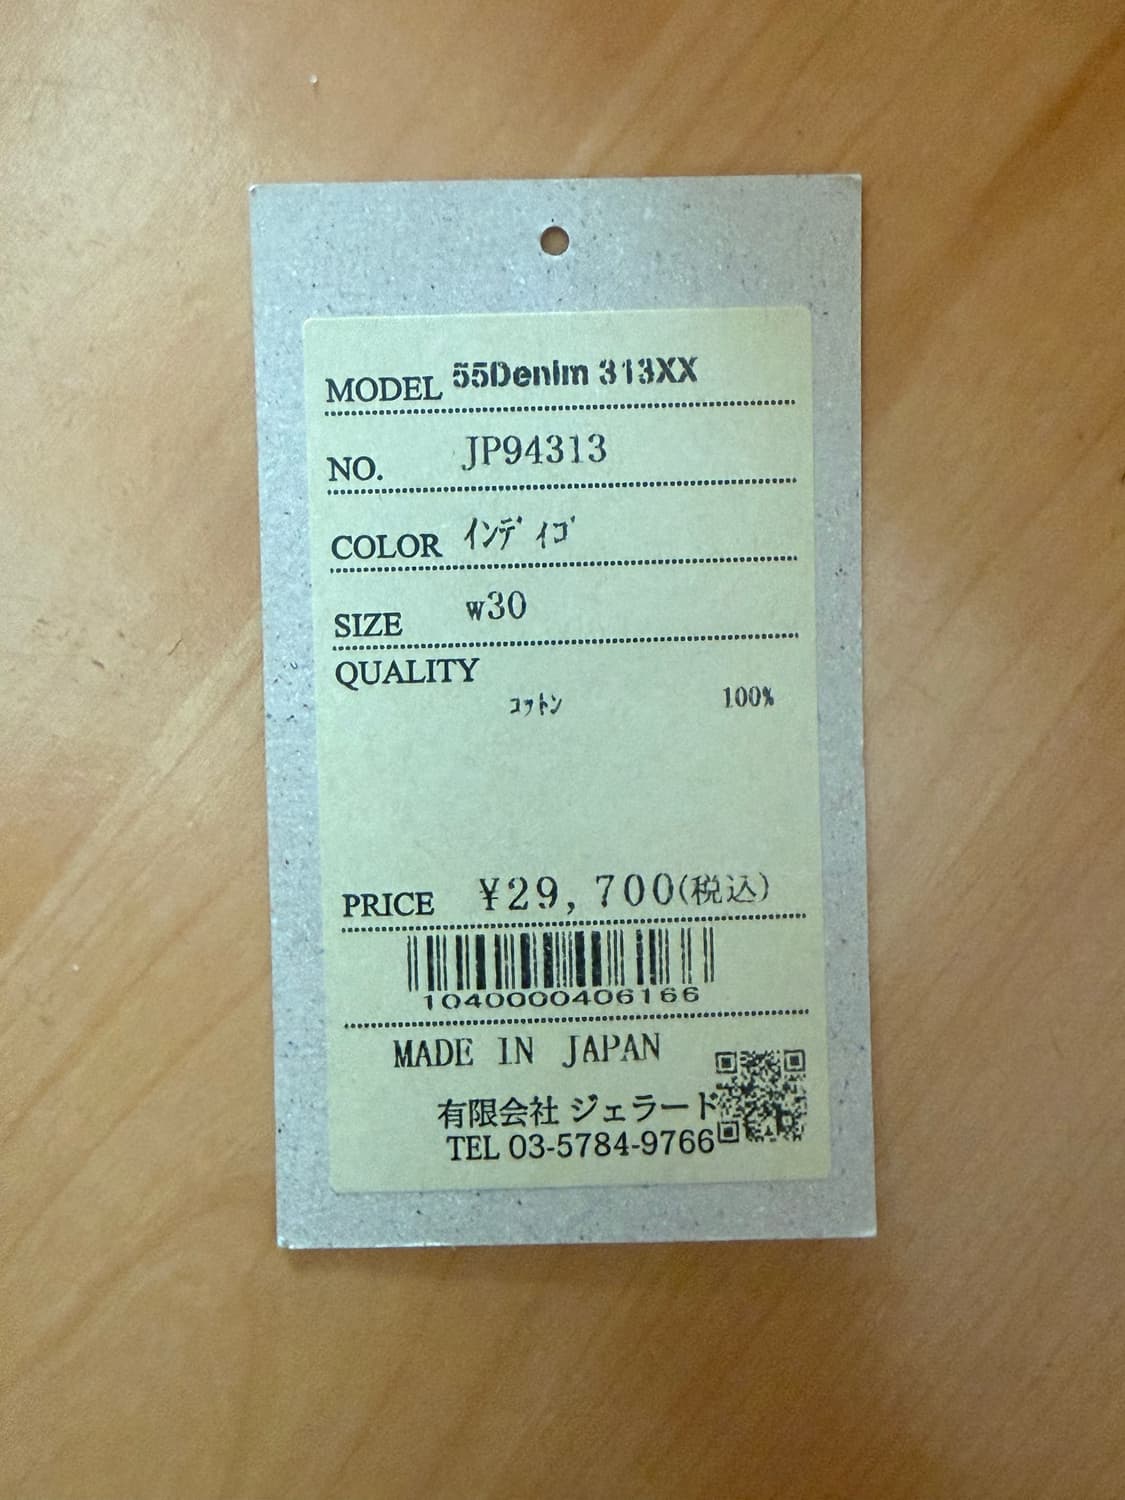 MODEL 55Denim 313XX
NO. JP94313
COLOR ｲﾝﾃﾞｨｺﾞ
SIZE w30
QUALITY
ｺｯﾄﾝ 100%
PRICE ¥29,700(税込)
1040000406166
MADE IN JAPAN
有限会社 ジェラード
TEL 03-5784-9766